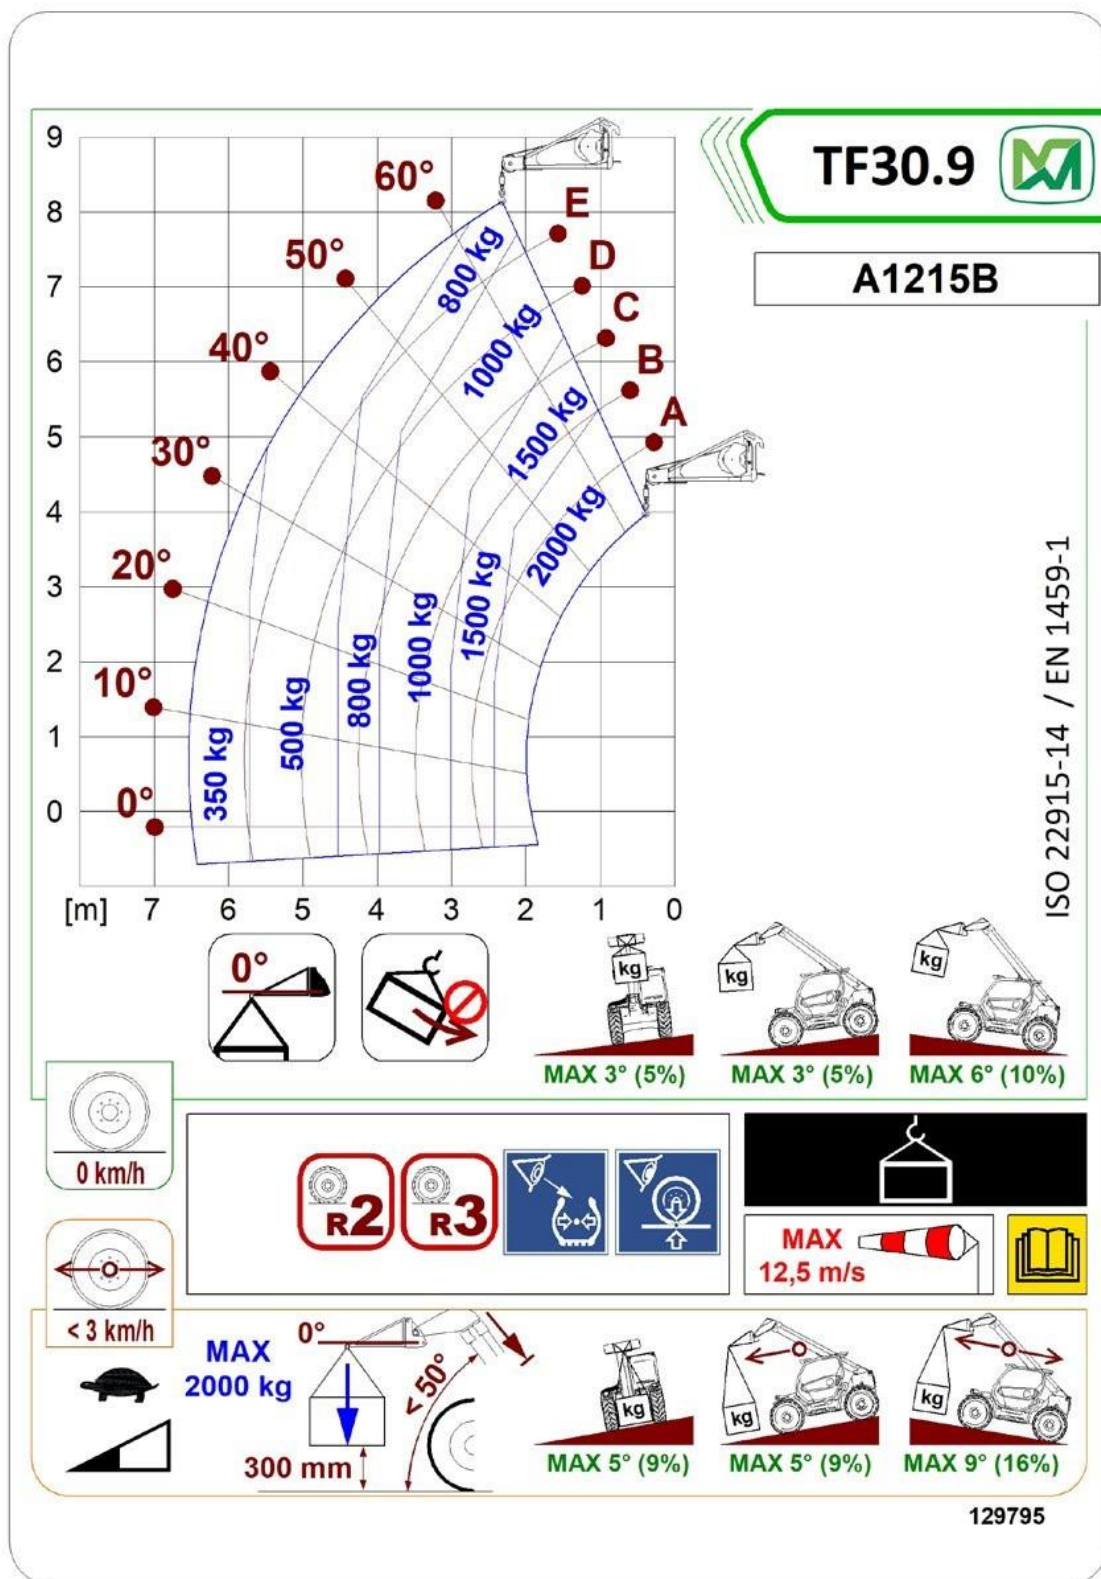 TF30.9
A1215B
9
8
7
6
5
4
3
2
1
0
[m] 7 6 5 4 3 2 1 0
60°
50°
40°
30°
20°
10°
0°
E
D
C
B
A
800 kg
1000 kg
1500 kg
2000 kg
350 kg
500 kg
800 kg
1000 kg
1500 kg
ISO 22915-14 / EN 1459-1
0°
kg
kg
kg
MAX 3° (5%)
MAX 3° (5%)
MAX 6° (10%)
0 km/h
R2
R3
MAX
12,5 m/s
< 3 km/h
MAX
2000 kg
0°
< 50°
300 mm
kg
kg
kg
MAX 5° (9%)
MAX 5° (9%)
MAX 9° (16%)
129795